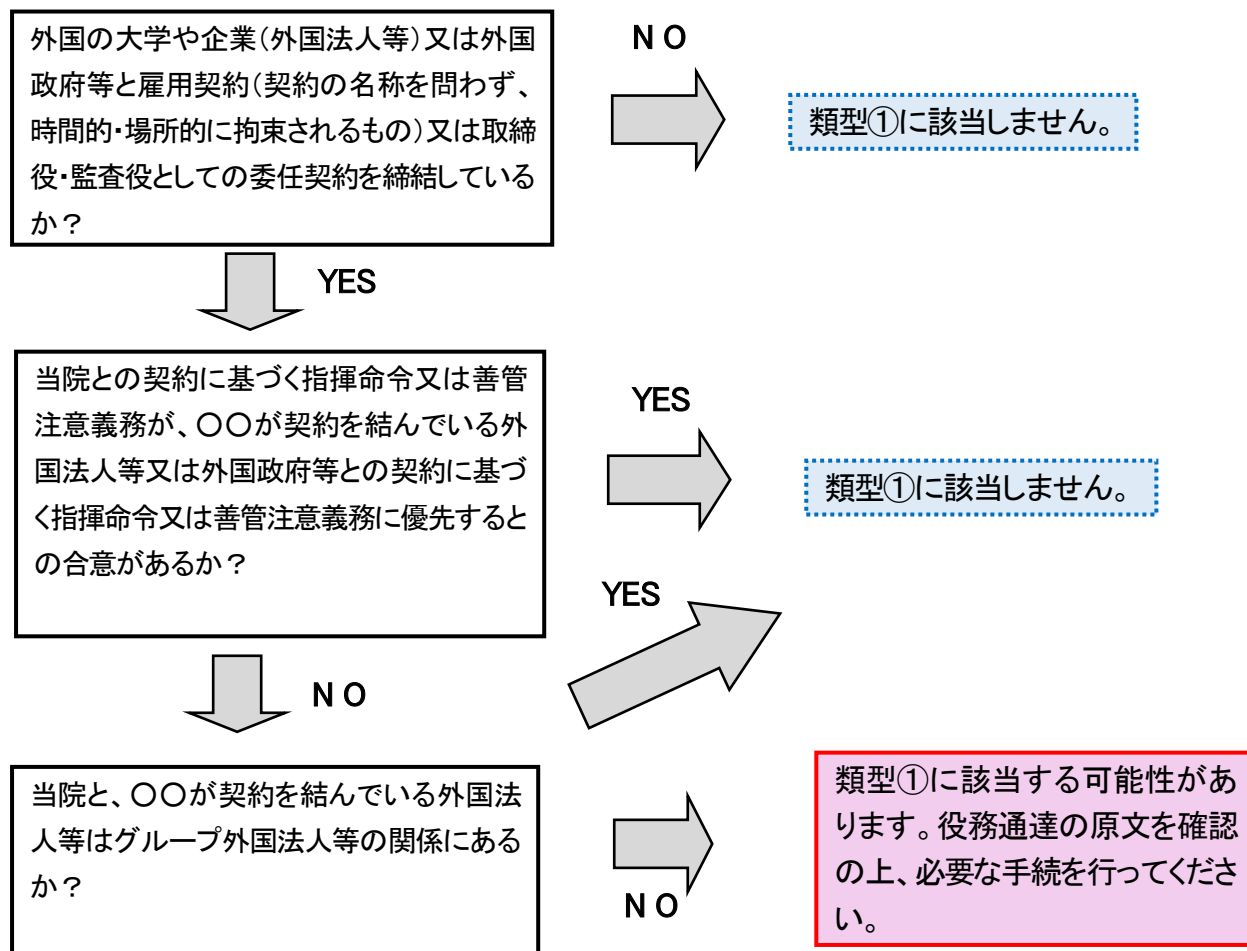 外国の大学や企業(外国法人等)又は外国
政府等と雇用契約(契約の名称を問わず、
時間的・場所的に拘束されるもの)又は取締
役・監査役としての委任契約を締結している
か?
NO
類型①に該当しません。
YES
当院との契約に基づく指揮命令又は善管
注意義務が、〇〇が契約を結んでいる外
国法人等又は外国政府等との契約に基づ
く指揮命令又は善管注意義務に優先すると
の合意があるか?
YES
類型①に該当しません。
YES
NO
当院と、〇〇が契約を結んでいる外国法
人等はグループ外国法人等の関係にある
か?
NO
類型①に該当する可能性があ
ります。役務通達の原文を確認
の上、必要な手続を行ってくださ
い。